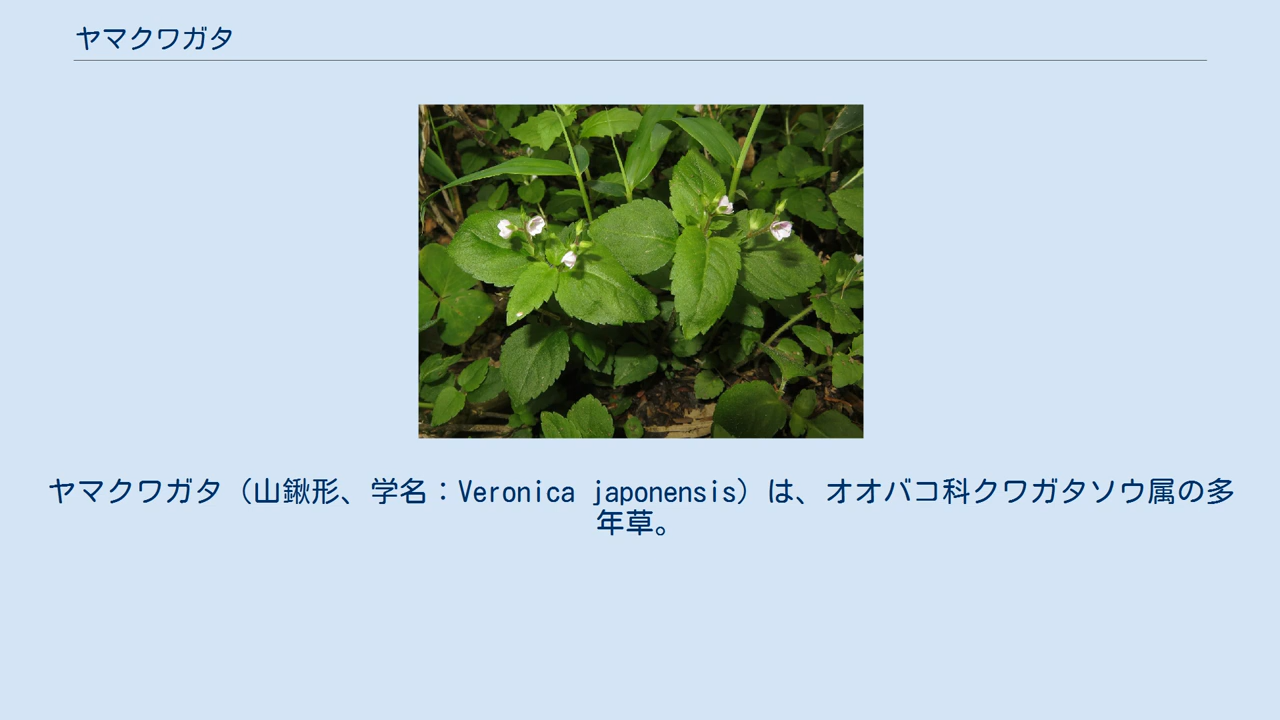 ヤマクワガタ
ヤマクワガタ（山鍬形、学名：Veronica japonensis）は、オオバコ科クワガタソウ属の多
年草。